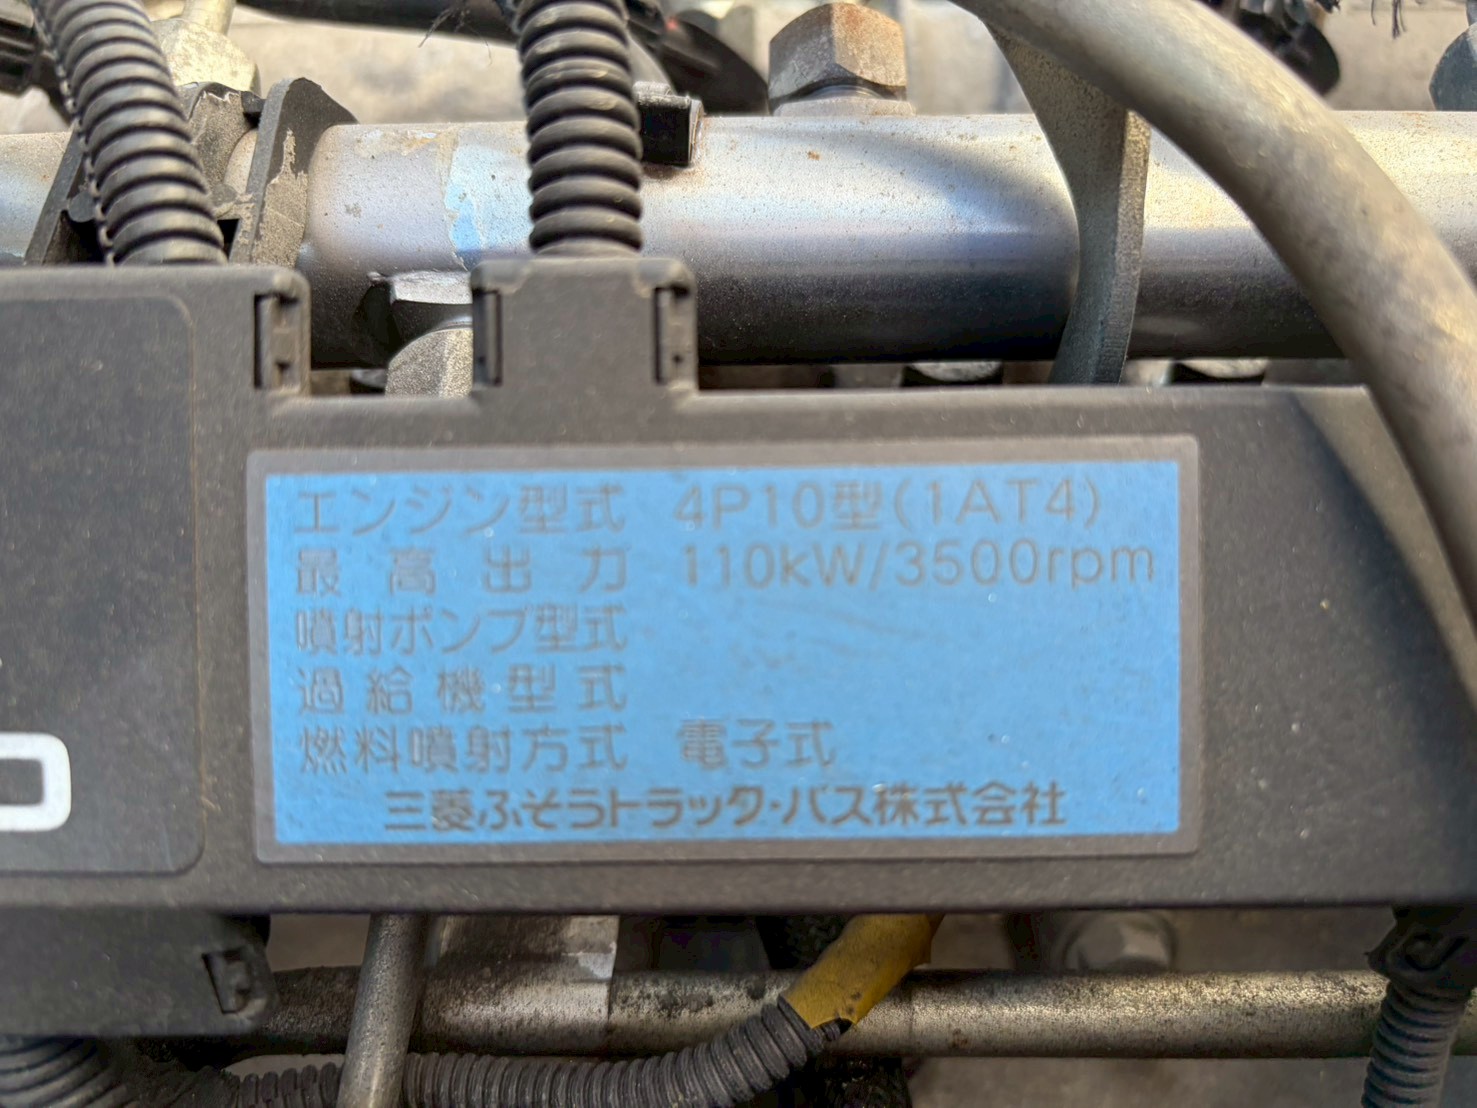 エンジン型式 4P10型(1AT4)
最高出力 110kW/3500rpm
噴射ポンプ型式
過給機型式
燃料噴射方式 電子式
三菱ふそうトラック・バス株式会社